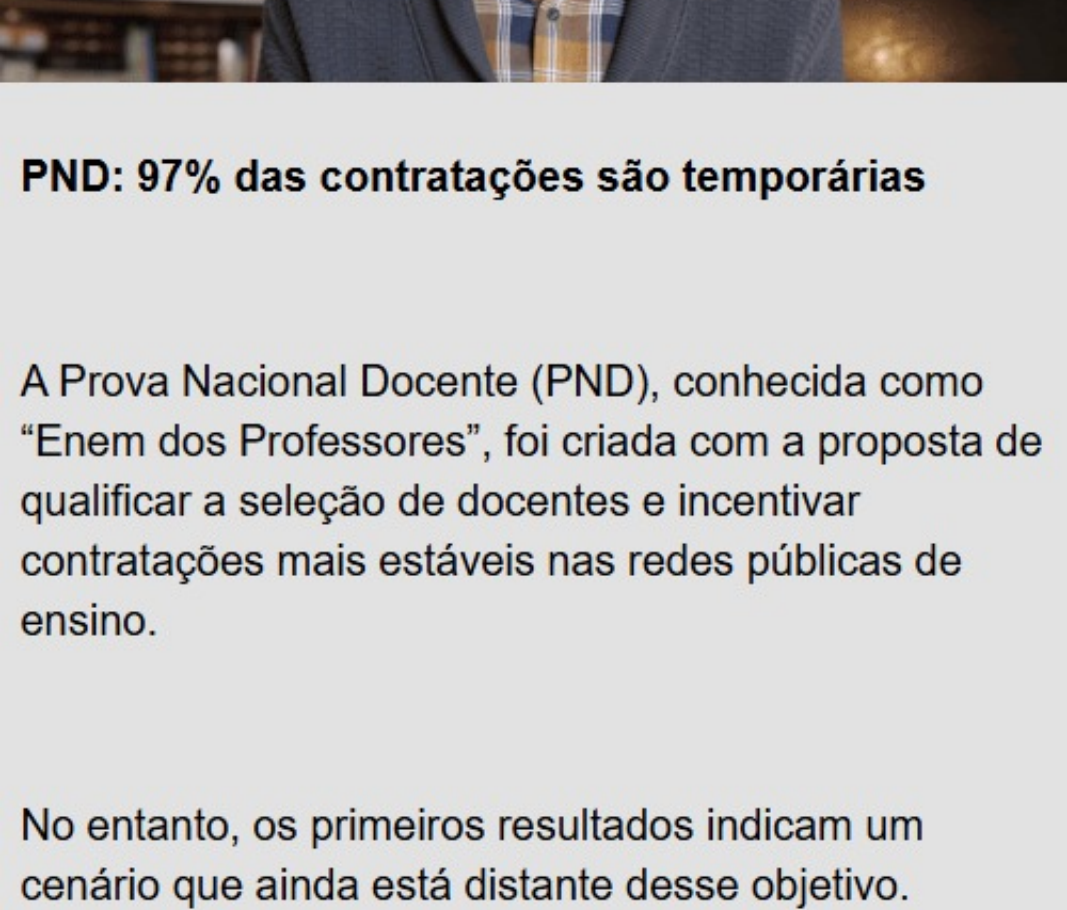 PND: 97% das contratações são temporárias
A Prova Nacional Docente (PND), conhecida como
“Enem dos Professores”, foi criada com a proposta de
qualificar a seleção de docentes e incentivar
contratações mais estáveis nas redes públicas de
ensino.
No entanto, os primeiros resultados indicam um
cenário que ainda está distante desse objetivo.